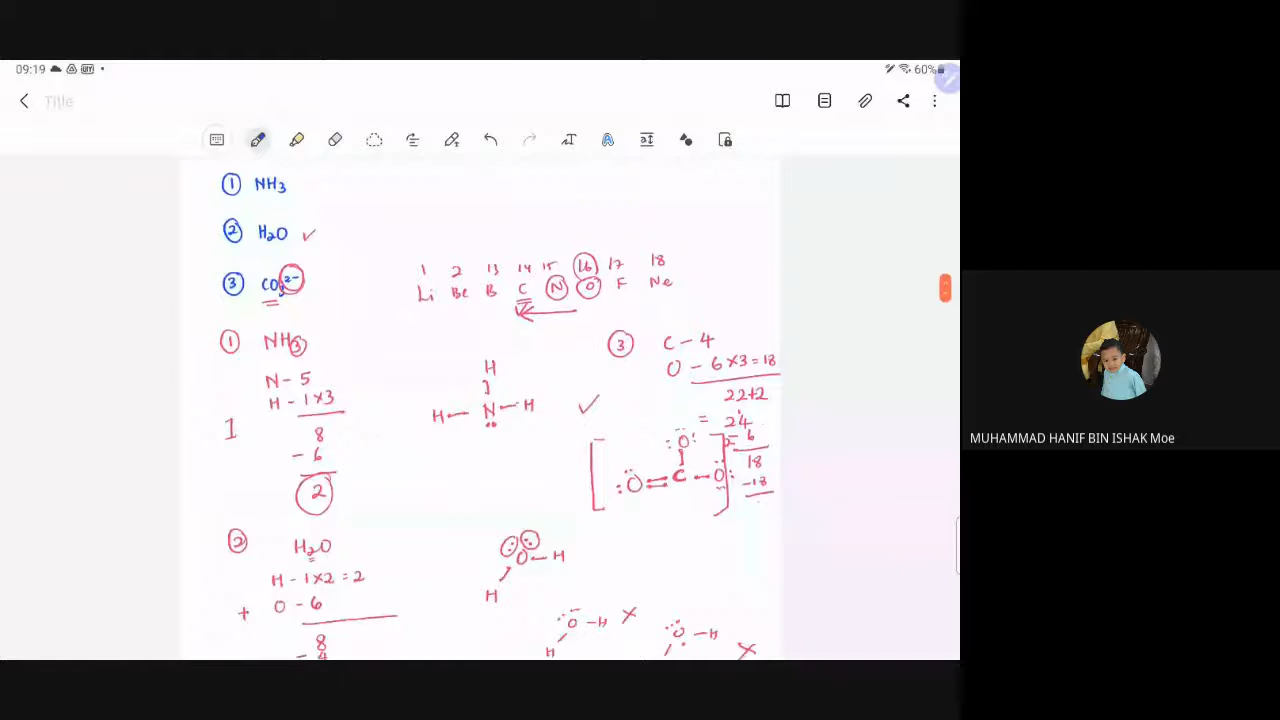 09:19
60%
Title
① NH3
② H2O ✓
③ CO3 2-
1 2 13 14 15 16 17 18
Li Be B C N O F Ne
① NH3
N - 5
H - 1×3
1
8
- 6
2
H
H - N - H
✓
③ C - 4
O - 6×3=18
22+2
= 24
- 6
18
-18
O
O = C - O
② H2O
H - 1×2 = 2
+ O - 6
8
- 4
O - H
H
O - H ×
H
O - H ×
MUHAMMAD HANIF BIN ISHAK Moe